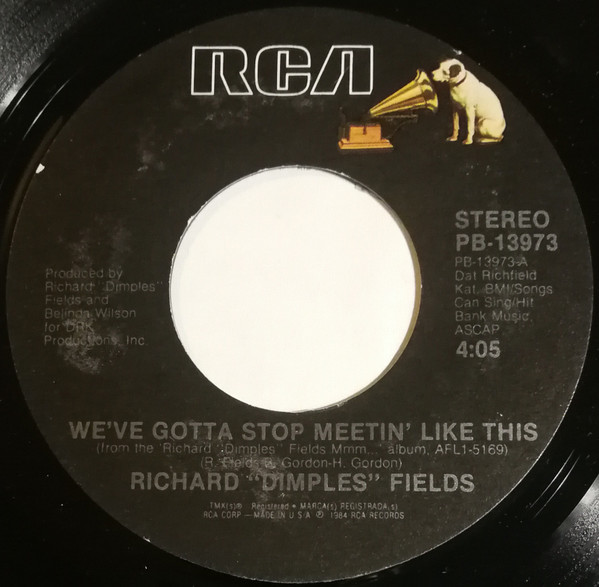 RCA
STEREO
PB-13973
PB-13973-A
Dat Richfield
Kat, BMI/Songs
Can Sing/Hit
Bank Music,
ASCAP
4:05
Produced by
Richard "Dimples"
Fields and
Belinda Wilson
for DRK
Productions, Inc.
WE'VE GOTTA STOP MEETIN' LIKE THIS
(from the "Richard "Dimples" Fields Mmm..." album, AFL1-5169)
(R. Fields-B. Gordon-H. Gordon)
RICHARD "DIMPLES" FIELDS
TMK(s)® Registered • MARCA(s) REGISTRADA(s)
RCA CORP — MADE IN U.S.A. ℗ 1984 RCA RECORDS